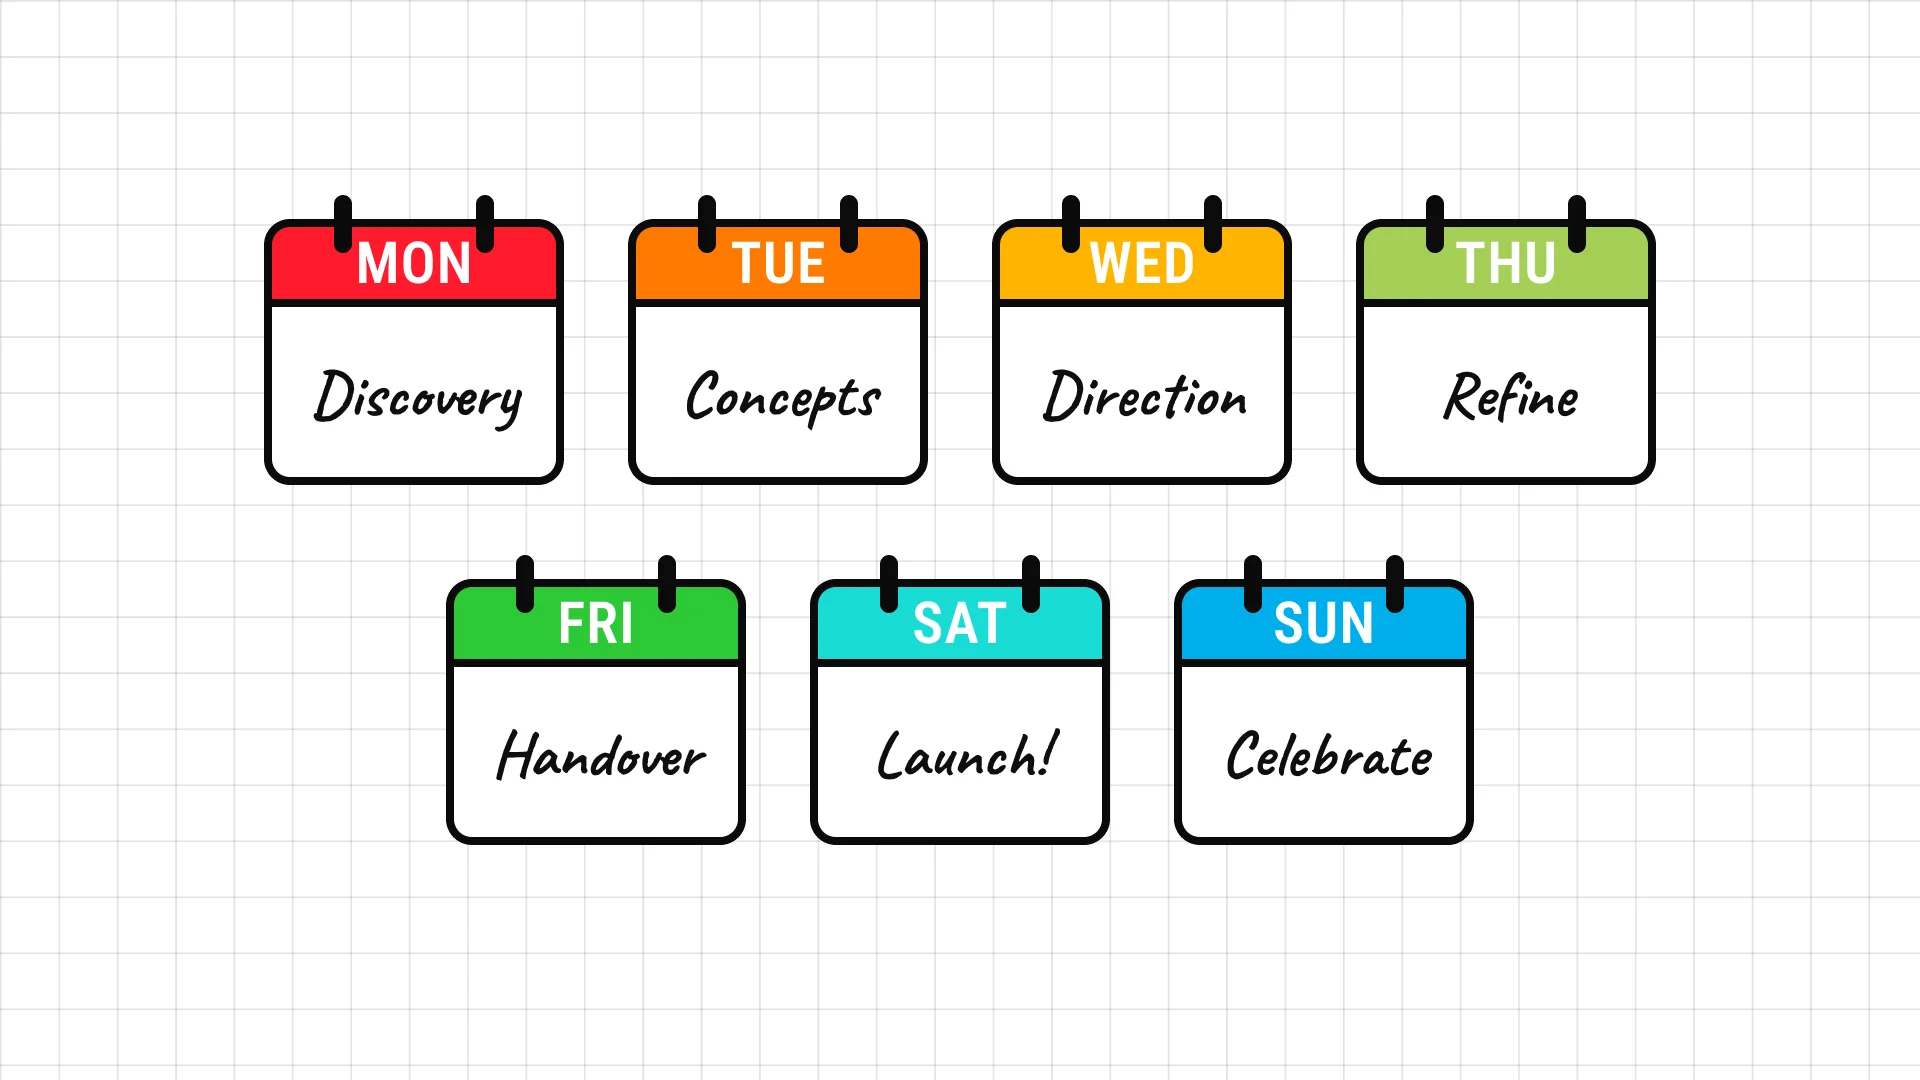 MON
Discovery
TUE
Concepts
WED
Direction
THU
Refine
FRI
Handover
SAT
Launch!
SUN
Celebrate